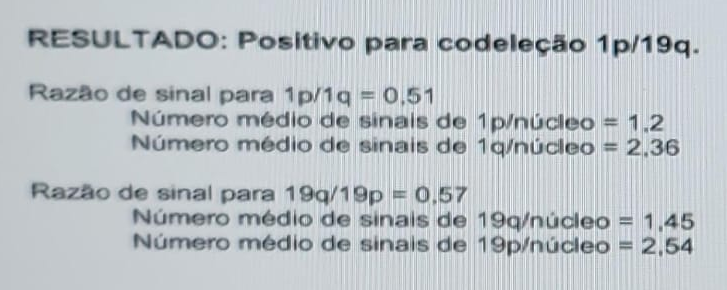 RESULTADO: Positivo para codeleção 1p/19q.
Razão de sinal para 1p/1q = 0,51
Número médio de sinais de 1p/núcleo = 1,2
Número médio de sinais de 1q/núcleo = 2,36
Razão de sinal para 19q/19p = 0,57
Número médio de sinais de 19q/núcleo = 1,45
Número médio de sinais de 19p/núcleo = 2,54